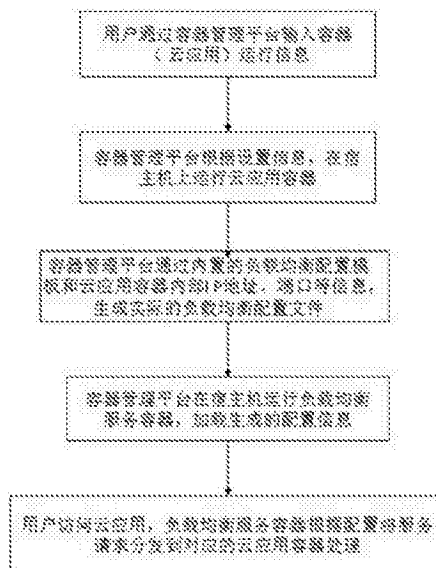 用户通过容器管理平台输入容器
（云应用）运行信息
容器管理平台根据设置信息，在宿
主机上运行云应用容器
容器管理平台通过内置的负载均衡配置模
板和云应用容器内部IP地址、端口等信息，
生成实际的负载均衡配置文件
容器管理平台在宿主机运行负载均衡
服务容器，加载生成的配置信息
用户访问云应用，负载均衡服务容器根据配置将服务
请求分发到对应的云应用容器处理